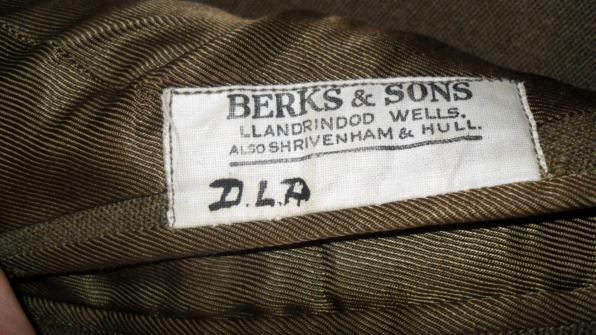 BERKS & SONS
LLANDRINDOD WELLS.
ALSO SHRIVENHAM & HULL.
D.L.A